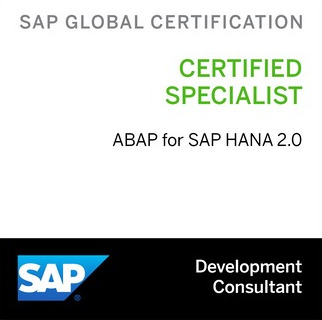 SAP GLOBAL CERTIFICATION
CERTIFIED
SPECIALIST
ABAP for SAP HANA 2.0
SAP®
Development
Consultant